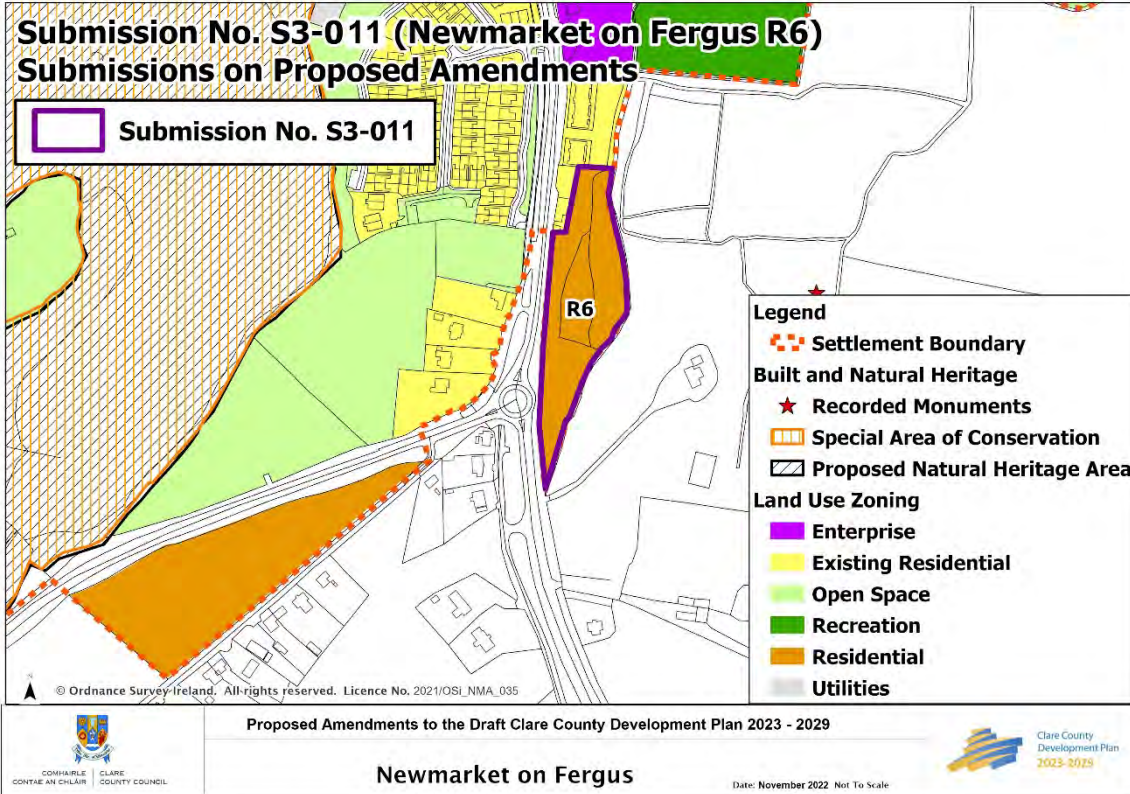 Submission No. S3-011 (Newmarket on Fergus R6)
Submissions on Proposed Amendments
Submission No. S3-011
R6
Legend
Settlement Boundary
Built and Natural Heritage
Recorded Monuments
Special Area of Conservation
Proposed Natural Heritage Area
Land Use Zoning
Enterprise
Existing Residential
Open Space
Recreation
Residential
Utilities
© Ordnance Survey Ireland. All rights reserved. Licence No. 2021/OSi_NMA_035
COMHAIRLE CLARE
CONTAE AN CHLÁIR COUNTY COUNCIL
Proposed Amendments to the Draft Clare County Development Plan 2023 - 2029
Newmarket on Fergus
Date: November 2022 Not To Scale
Clare County
Development Plan
2023-2029